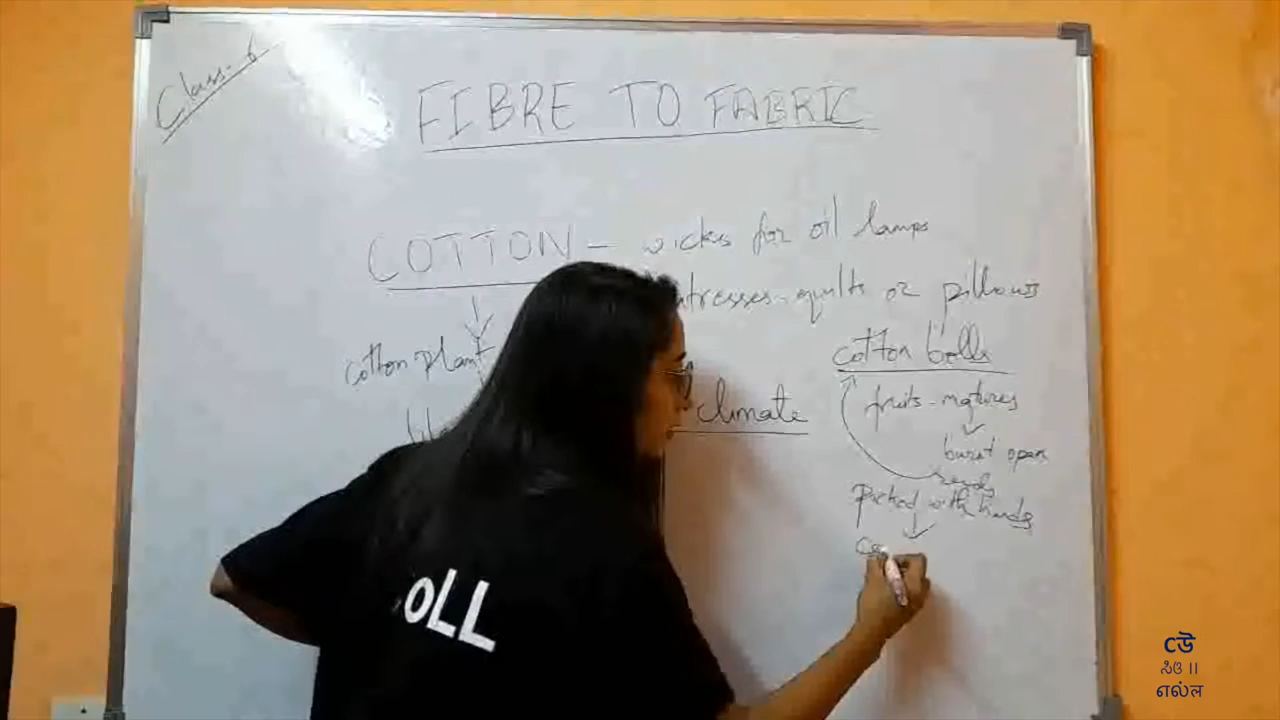 Class-6
FIBRE TO FABRIC
COTTON - wicks for oil lamps
quilts or pillows
cotton plant
climate
cotton bolls
fruits - matures
burst open
seeds
Picked with hands
OLL